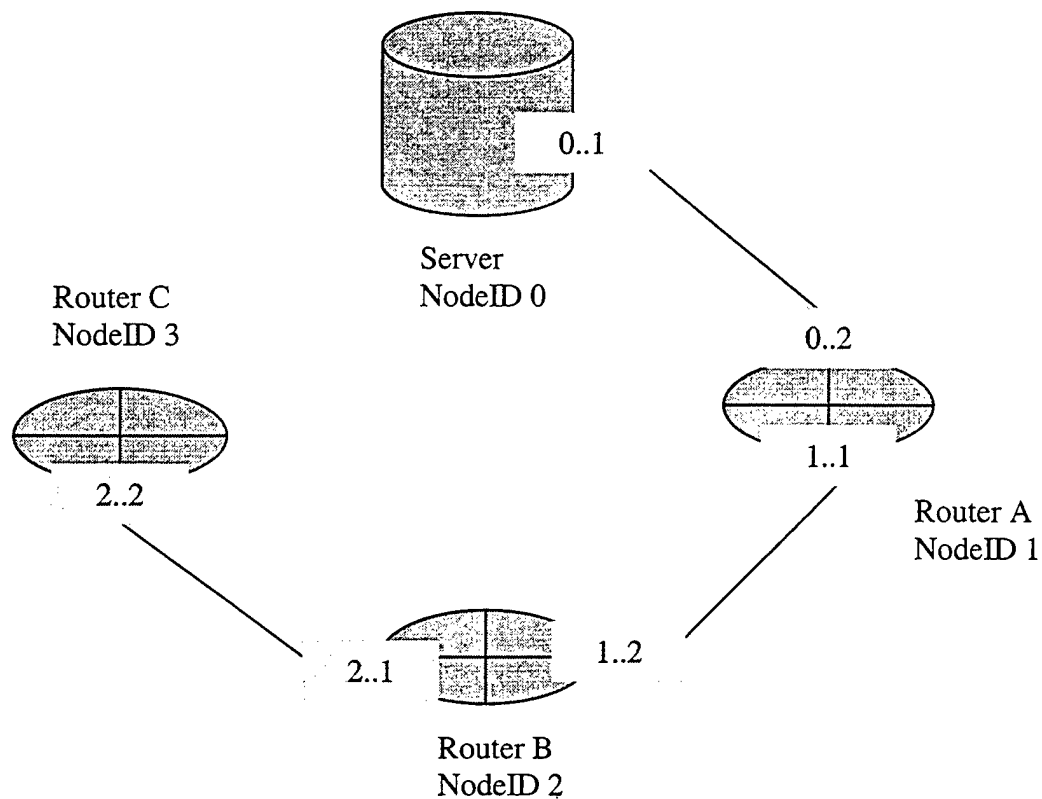 0..1
Server
NodeID 0
Router C
NodeID 3
0..2
1..1
2..2
Router A
NodeID 1
2..1
1..2
Router B
NodeID 2